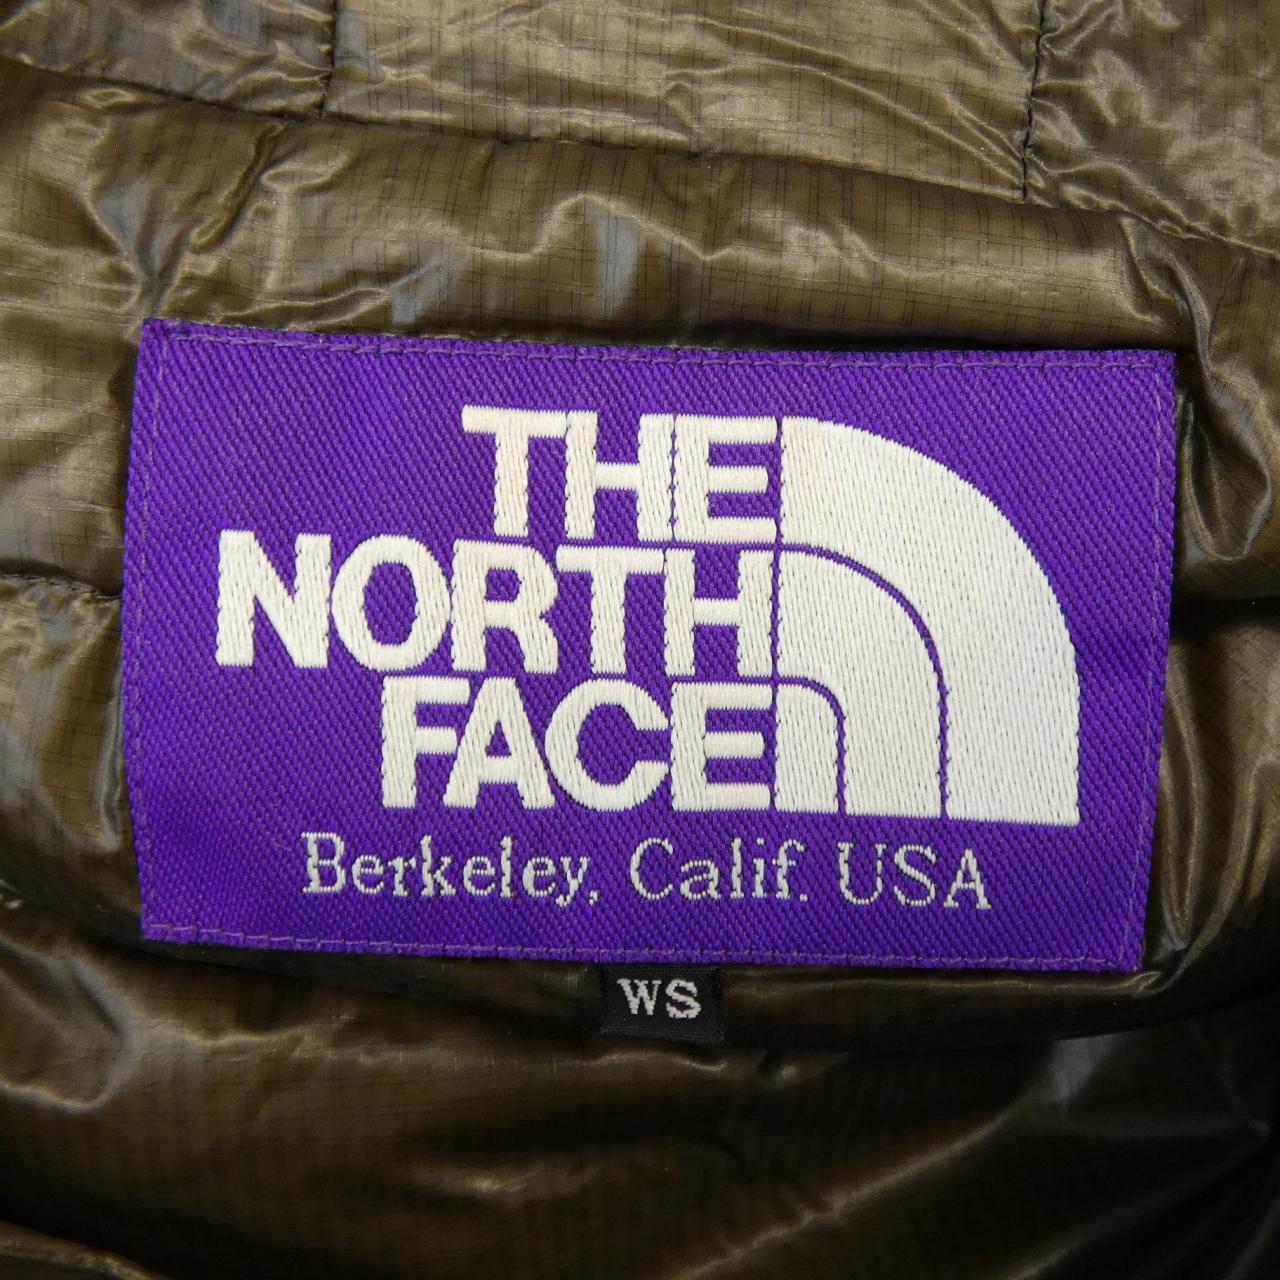 THE
NORTH
FACE
Berkeley, Calif. USA
WS